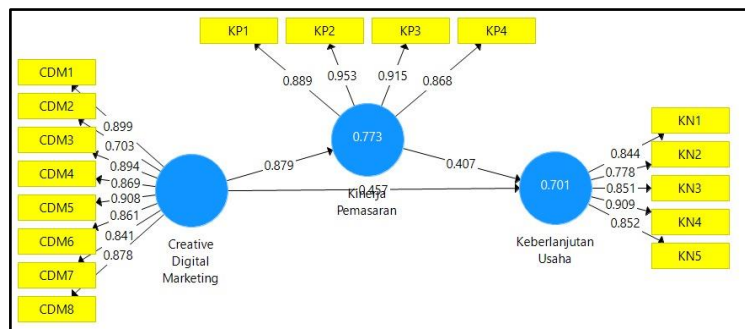 KP1
KP2
KP3
KP4
0.889
0.953
0.915
0.868
CDM1
CDM2
CDM3
CDM4
CDM5
CDM6
CDM7
CDM8
0.899
0.703
0.894
0.869
0.908
0.861
0.841
0.878
Creative
Digital
Marketing
0.879
0.773
Kinerja
Pemasaran
0.407
0.457
0.701
Keberlanjutan
Usaha
0.844
0.778
0.851
0.909
0.852
KN1
KN2
KN3
KN4
KN5